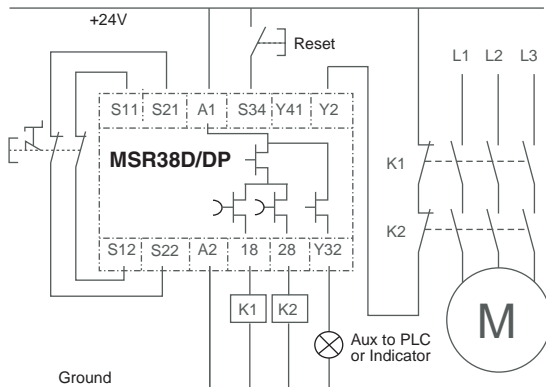 +24V
Reset
L1 L2 L3
S11 S21 A1 S34 Y41 Y2
MSR38D/DP
K1
S12 S22 A2 18 28 Y32
K2
K1 K2
M
Aux to PLC
or Indicator
Ground